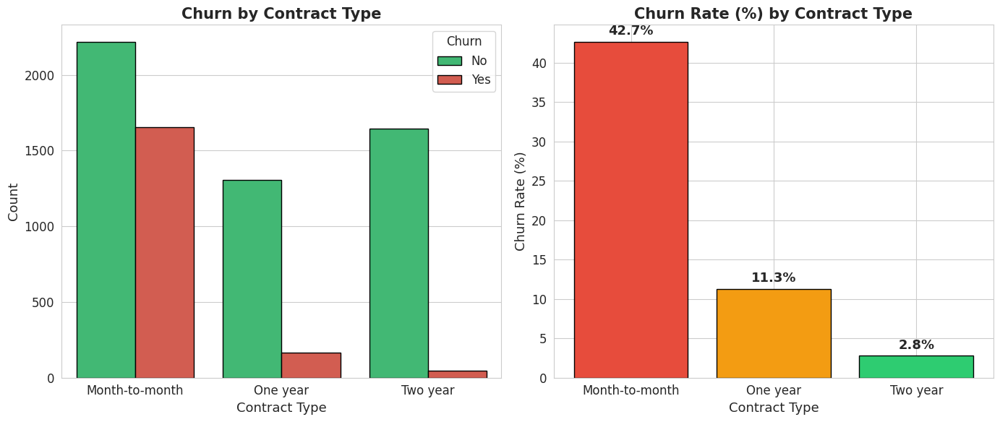 Churn by Contract Type
Churn
No
Yes
Count
2000
1500
1000
500
0
Month-to-month
One year
Two year
Contract Type
Churn Rate (%) by Contract Type
42.7%
11.3%
2.8%
Churn Rate (%)
40
35
30
25
20
15
10
5
0
Month-to-month
One year
Two year
Contract Type